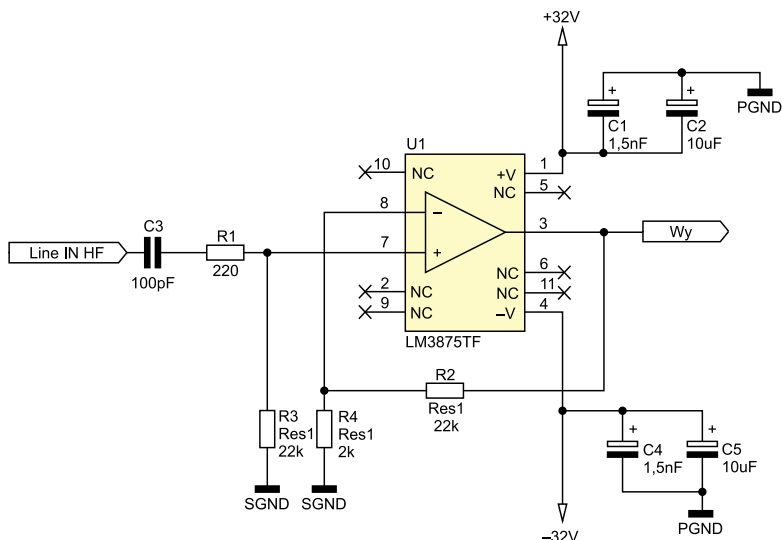 +32V
+
C1
1,5nF
+
C2
10uF
PGND
U1
10
NC
+V
1
NC
5
8
–
7
+
3
Wy
Line IN HF
C3
100pF
R1
220
2
NC
9
NC
NC
6
NC
11
–V
4
LM3875TF
R2
Res1
22k
R3
Res1
22k
R4
Res1
2k
SGND
SGND
+
C4
1,5nF
+
C5
10uF
PGND
–32V